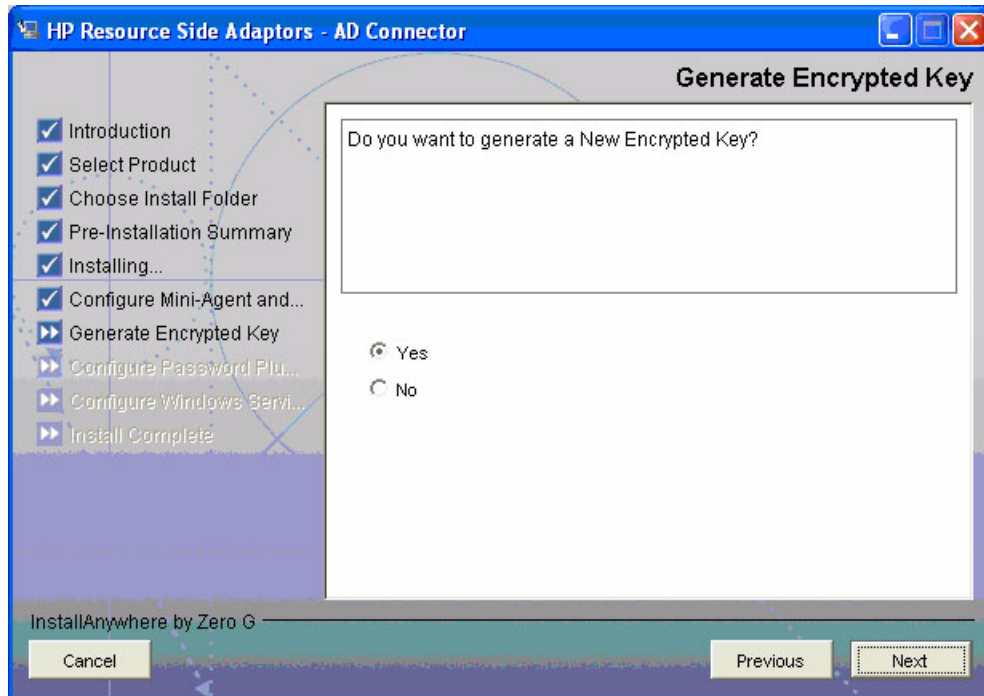 HP Resource Side Adaptors - AD Connector
Generate Encrypted Key
Introduction
Select Product
Choose Install Folder
Pre-Installation Summary
Installing...
Configure Mini-Agent and...
Generate Encrypted Key
Configure Password Plu...
Configure Windows Servi...
Install Complete
Do you want to generate a New Encrypted Key?
Yes
No
InstallAnywhere by Zero G
Cancel
Previous
Next